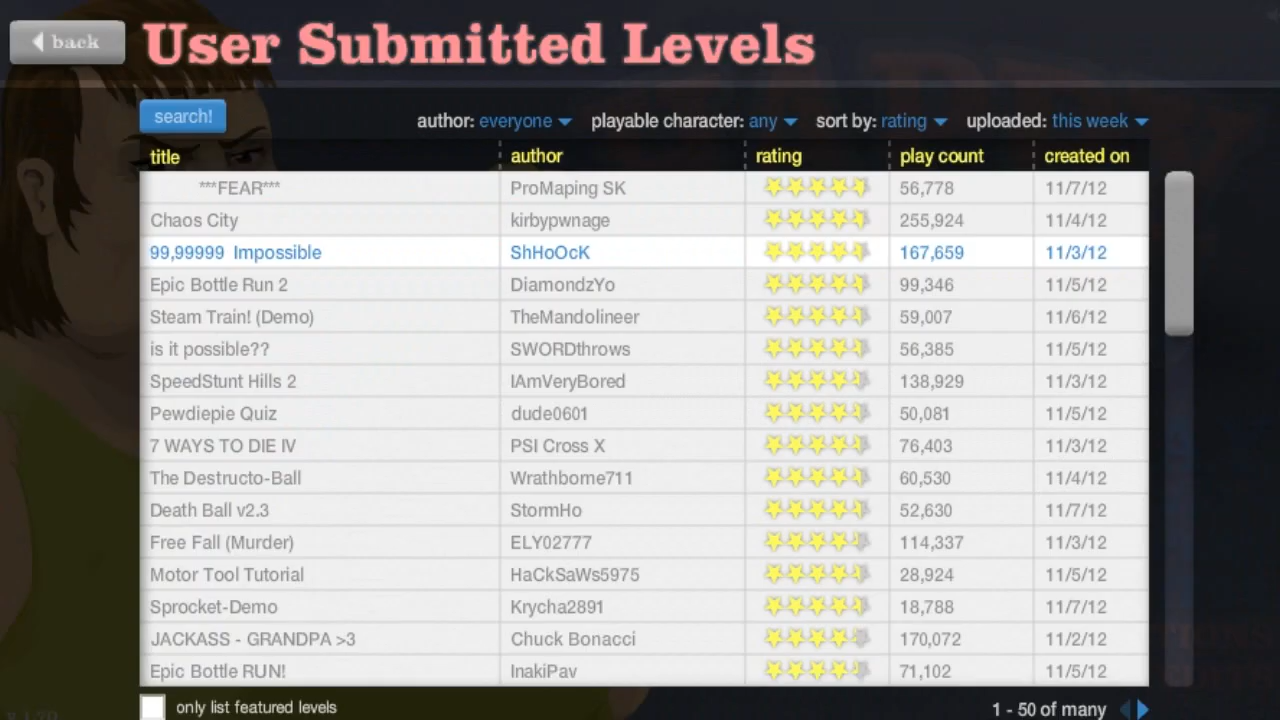 back
User Submitted Levels
search!
author: everyone playable character: any sort by: rating uploaded: this week
title author rating play count created on
***FEAR*** ProMaping SK 56,778 11/7/12
Chaos City kirbypwnage 255,924 11/4/12
99,99999 Impossible ShHoOcK 167,659 11/3/12
Epic Bottle Run 2 DiamondzYo 99,346 11/5/12
Steam Train! (Demo) TheMandolineer 59,007 11/6/12
is it possible?? SWORDthrows 56,385 11/5/12
SpeedStunt Hills 2 IAmVeryBored 138,929 11/3/12
Pewdiepie Quiz dude0601 50,081 11/5/12
7 WAYS TO DIE IV PSI Cross X 76,403 11/3/12
The Destructo-Ball Wrathborne711 60,530 11/4/12
Death Ball v2.3 StormHo 52,630 11/7/12
Free Fall (Murder) ELY02777 114,337 11/3/12
Motor Tool Tutorial HaCkSaWs5975 28,924 11/5/12
Sprocket-Demo Krycha2891 18,788 11/7/12
JACKASS - GRANDPA >3 Chuck Bonacci 170,072 11/2/12
Epic Bottle RUN! InakiPav 71,102 11/5/12
only list featured levels 1 - 50 of many
v 1.70